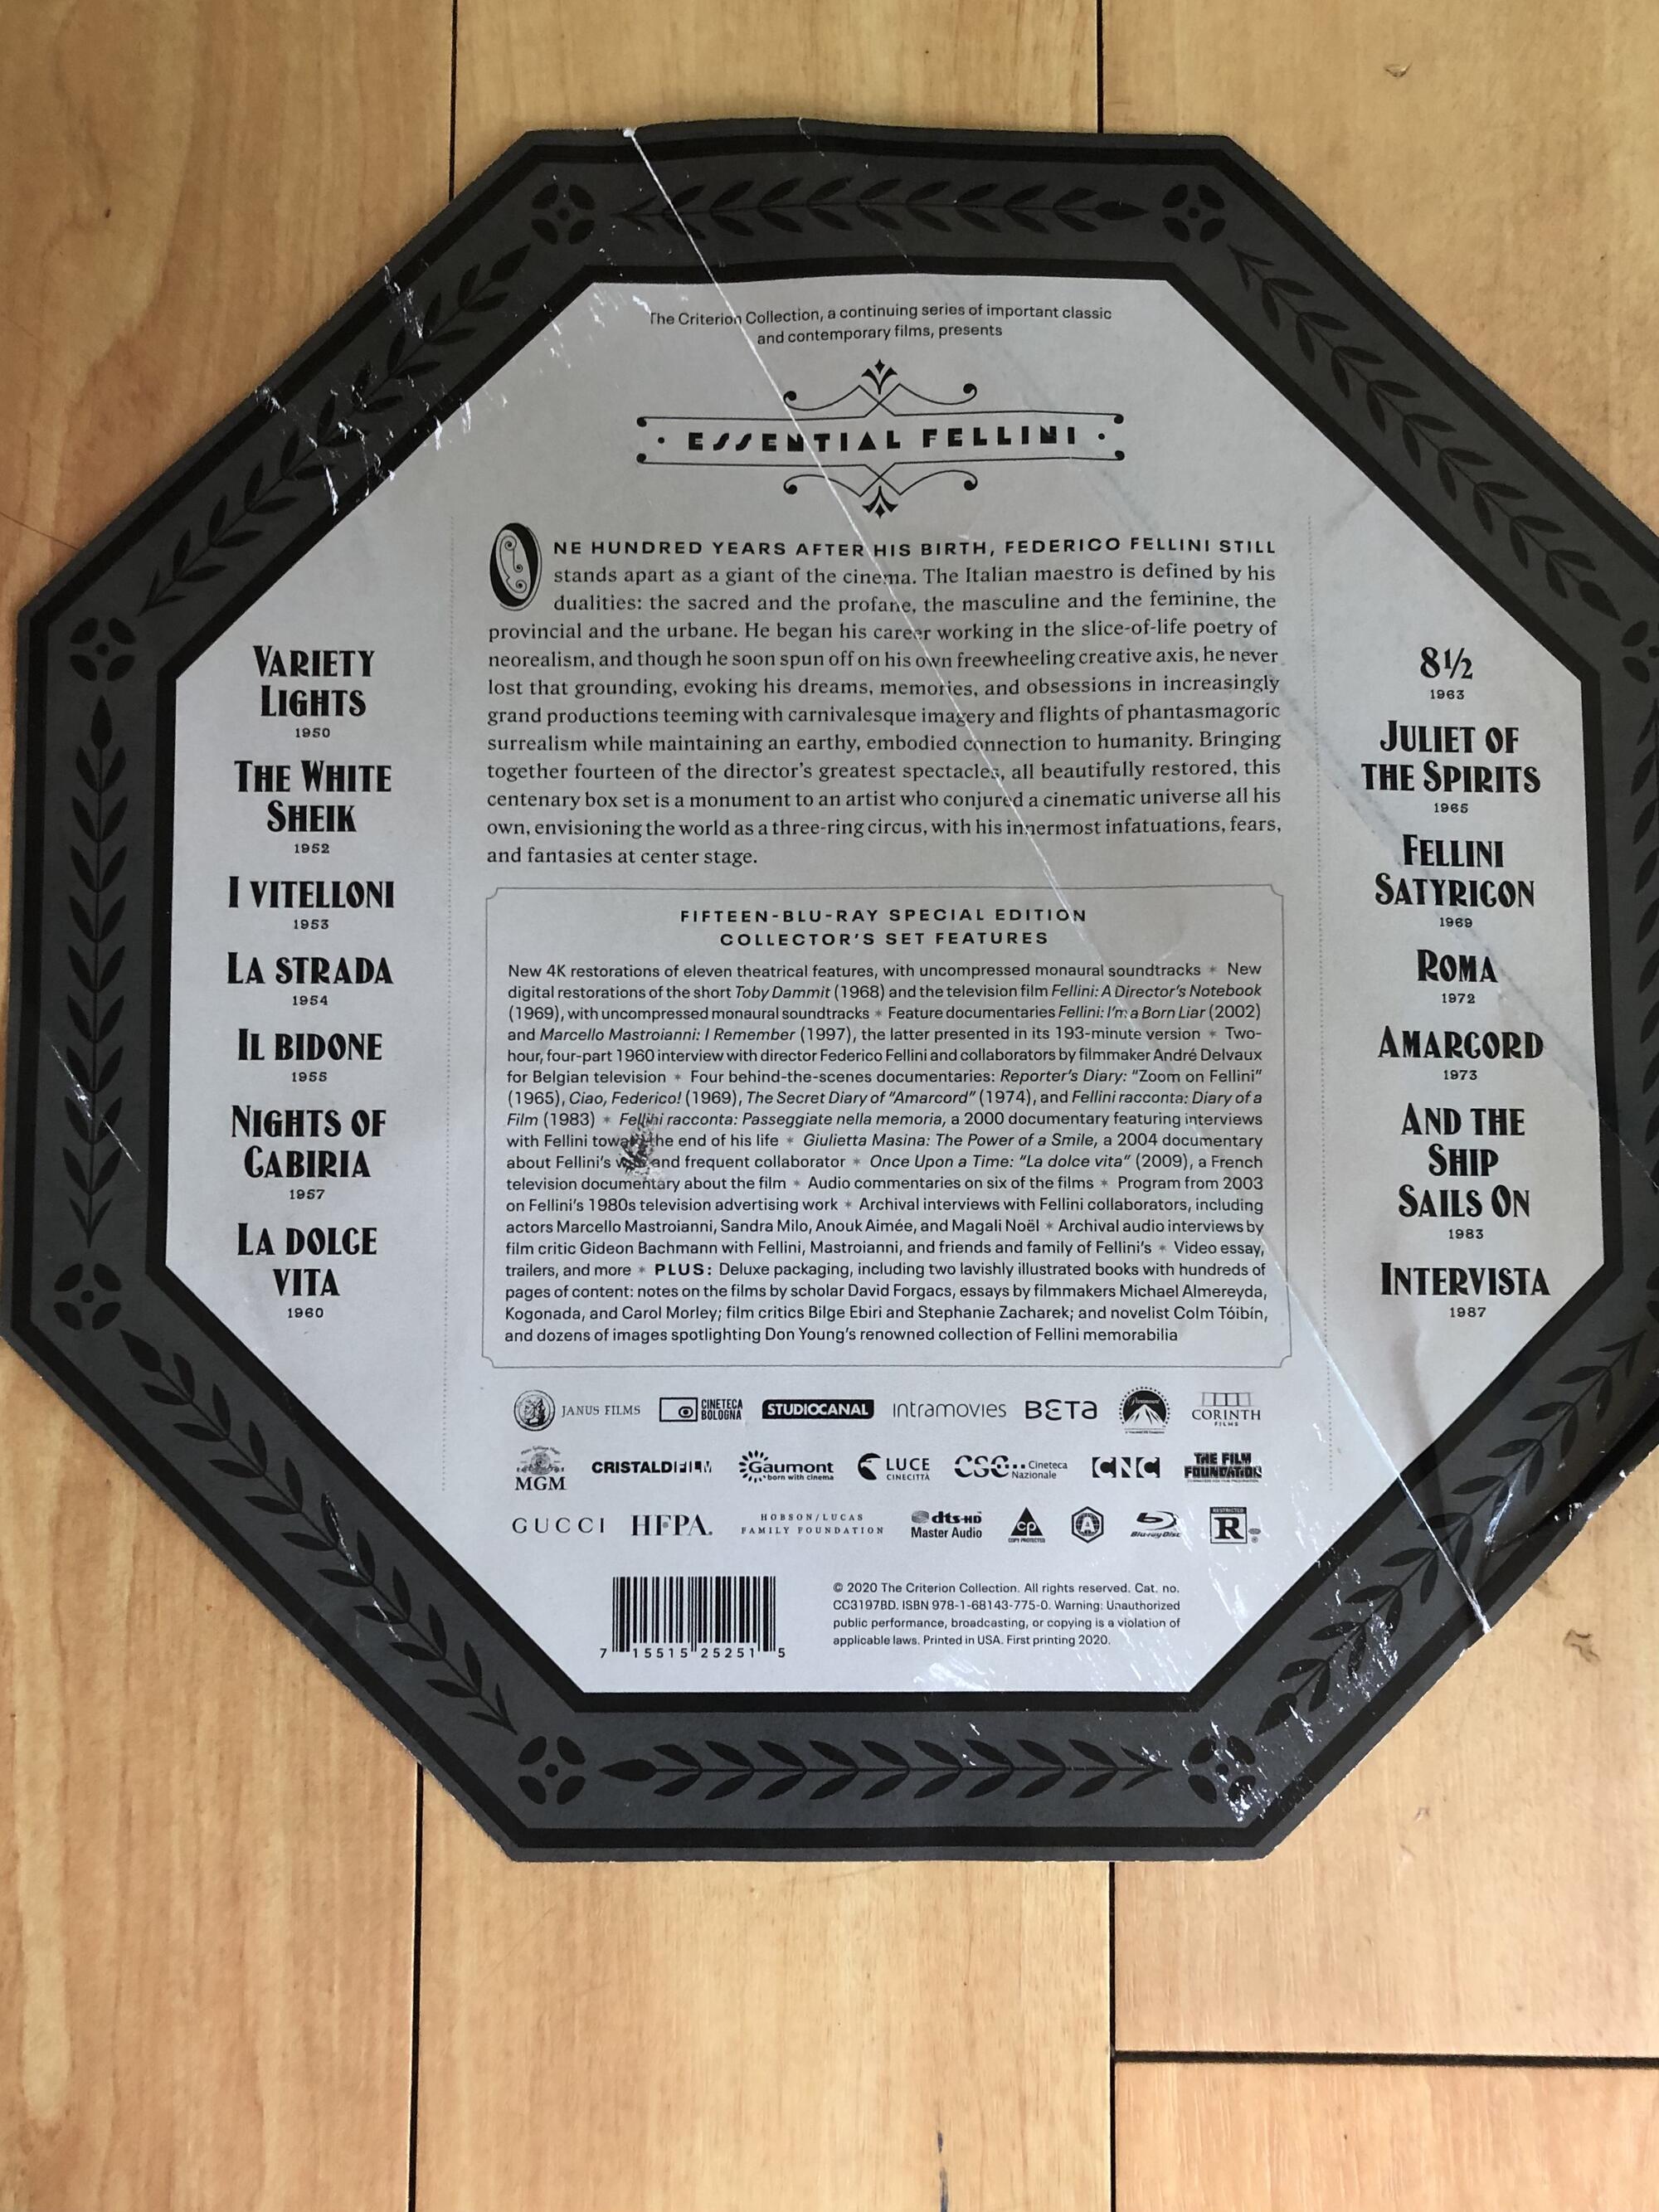 The Criterion Collection, a continuing series of important classic
and contemporary films, presents
ESSENTIAL FELLINI
ONE HUNDRED YEARS AFTER HIS BIRTH, FEDERICO FELLINI STILL
stands apart as a giant of the cinema. The Italian maestro is defined by his
dualities: the sacred and the profane, the masculine and the feminine, the
provincial and the urbane. He began his career working in the slice-of-life poetry of
neorealism, and though he soon spun off on his own freewheeling creative axis, he never
lost that grounding, evoking his dreams, memories, and obsessions in increasingly
grand productions teeming with carnivalesque imagery and flights of phantasmagoric
surrealism while maintaining an earthy, embodied connection to humanity. Bringing
together fourteen of the director's greatest spectacles, all beautifully restored, this
centenary box set is a monument to an artist who conjured a cinematic universe all his
own, envisioning the world as a three-ring circus, with his innermost infatuations, fears,
and fantasies at center stage.
VARIETY
LIGHTS
1950
THE WHITE
SHEIK
1952
I VITELLONI
1953
LA STRADA
1954
IL BIDONE
1955
NIGHTS OF
CABIRIA
1957
LA DOLCE
VITA
1960
8½
1963
JULIET OF
THE SPIRITS
1965
FELLINI
SATYRICON
1969
ROMA
1972
AMARCORD
1973
AND THE
SHIP
SAILS ON
1983
INTERVISTA
1987
FIFTEEN-BLU-RAY SPECIAL EDITION
COLLECTOR'S SET FEATURES
New 4K restorations of eleven theatrical features, with uncompressed monaural soundtracks * New
digital restorations of the short Toby Dammit (1968) and the television film Fellini: A Director's Notebook
(1969), with uncompressed monaural soundtracks * Feature documentaries Fellini: I'm a Born Liar (2002)
and Marcello Mastroianni: I Remember (1997), the latter presented in its 193-minute version * Two-
hour, four-part 1960 interview with director Federico Fellini and collaborators by filmmaker André Delvaux
for Belgian television * Four behind-the-scenes documentaries: Reporter's Diary: "Zoom on Fellini"
(1965), Ciao, Federico! (1969), The Secret Diary of "Amarcord" (1974), and Fellini racconta: Diary of a
Film (1983) * Fellini racconta: Passeggiate nella memoria, a 2000 documentary featuring interviews
with Fellini toward the end of his life * Giulietta Masina: The Power of a Smile, a 2004 documentary
about Fellini's and frequent collaborator * Once Upon a Time: "La dolce vita" (2009), a French
television documentary about the film * Audio commentaries on six of the films * Program from 2003
on Fellini's 1980s television advertising work * Archival interviews with Fellini collaborators, including
actors Marcello Mastroianni, Sandra Milo, Anouk Aimée, and Magali Noël * Archival audio interviews by
film critic Gideon Bachmann with Fellini, Mastroianni, and friends and family of Fellini's * Video essay,
trailers, and more * PLUS: Deluxe packaging, including two lavishly illustrated books with hundreds of
pages of content: notes on the films by scholar David Forgacs, essays by filmmakers Michael Almereyda,
Kogonada, and Carol Morley; film critics Bilge Ebiri and Stephanie Zacharek; and novelist Colm Tóibín,
and dozens of images spotlighting Don Young's renowned collection of Fellini memorabilia
JANUS FILMS CINETECA BOLOGNA STUDIOCANAL intramovies BETA Paramount CORINTH FILMS
MGM CRISTALDIFILM Gaumont born with cinema LUCE CINECITTÀ CSC Cineteca Nazionale CNC THE FILM FOUNDATION
GUCCI HFPA. HOBSON/LUCAS FAMILY FOUNDATION dts-HD Master Audio CP COPY PROTECTED A Blu-ray Disc RESTRICTED R
7 15515 25251 5
© 2020 The Criterion Collection. All rights reserved. Cat. no.
CC3197BD. ISBN 978-1-68143-775-0. Warning: Unauthorized
public performance, broadcasting, or copying is a violation of
applicable laws. Printed in USA. First printing 2020.